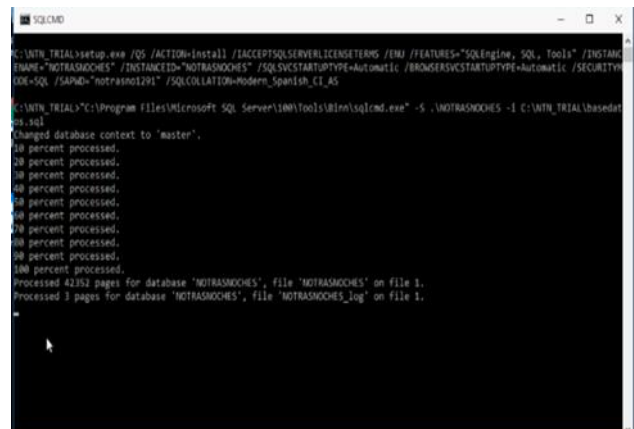 SQLCMD
C:\NTN_TRIAL>setup.exe /QS /ACTION=install /IACCEPTSQLSERVERLICENSETERMS /ENU /FEATURES="SQLEngine, SQL, Tools" /INSTANC
ENAME="NOTRASNOCHES" /INSTANCEID="NOTRASNOCHES" /SQLSVCSTARTUPTYPE=Automatic /BROWSERSVCSTARTUPTYPE=Automatic /SECURITYM
ODE=SQL /SAPWD="notrasno1291" /SQLCOLLATION=Modern_Spanish_CI_AS
C:\NTN_TRIAL>"C:\Program Files\Microsoft SQL Server\100\Tools\Binn\sqlcmd.exe" -S .\NOTRASNOCHES -i C:\NTN_TRIAL\basedat
os.sql
Changed database context to 'master'.
10 percent processed.
20 percent processed.
30 percent processed.
40 percent processed.
50 percent processed.
60 percent processed.
70 percent processed.
80 percent processed.
90 percent processed.
100 percent processed.
Processed 42352 pages for database 'NOTRASNOCHES', file 'NOTRASNOCHES' on file 1.
Processed 3 pages for database 'NOTRASNOCHES', file 'NOTRASNOCHES_log' on file 1.